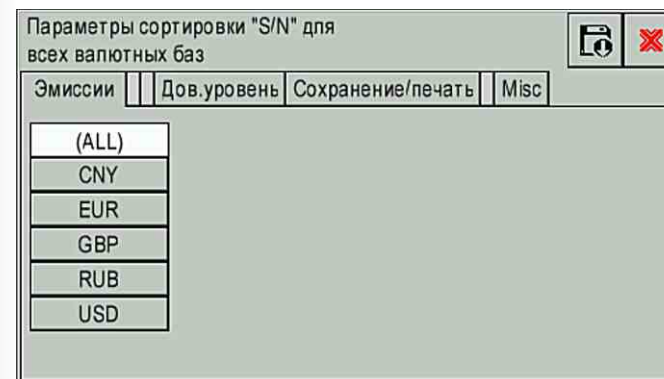 Параметры сортировки "S/N" для
всех валютных баз
Эмиссии Дов.уровень Сохранение/печать Misc
(ALL)
CNY
EUR
GBP
RUB
USD